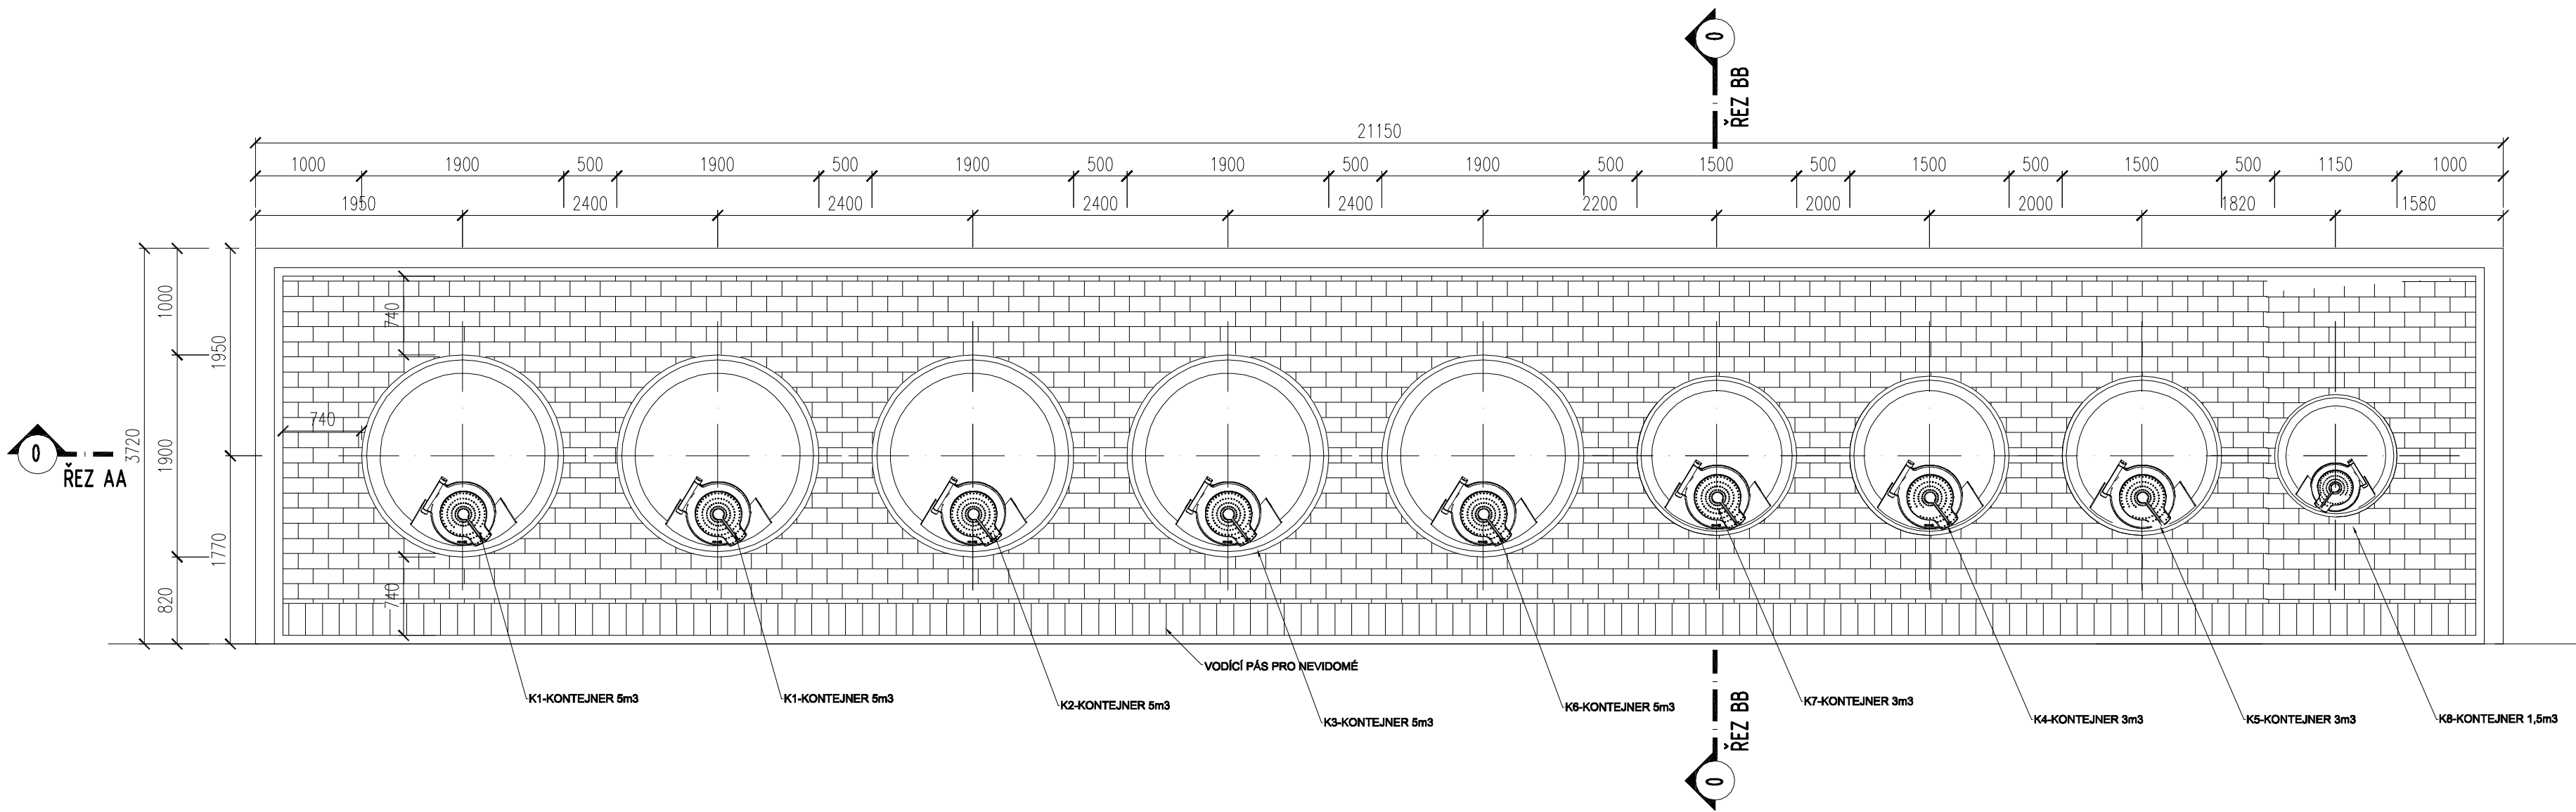 0
ŘEZ BB
21150
1000 1900 500 1900 500 1900 500 1900 500 1900 500 1500 500 1500 500 1500 500 1150 1000
1950 2400 2400 2400 2400 2200 2000 2000 1820 1580
3720
1000
1900
820
1950
1770
740
740
740
0
ŘEZ AA
VODÍCÍ PÁS PRO NEVIDOMÉ
K1-KONTEJNER 5m3
K1-KONTEJNER 5m3
K2-KONTEJNER 5m3
K3-KONTEJNER 5m3
K6-KONTEJNER 5m3
K7-KONTEJNER 3m3
K4-KONTEJNER 3m3
K5-KONTEJNER 3m3
K8-KONTEJNER 1,5m3
ŘEZ BB
0